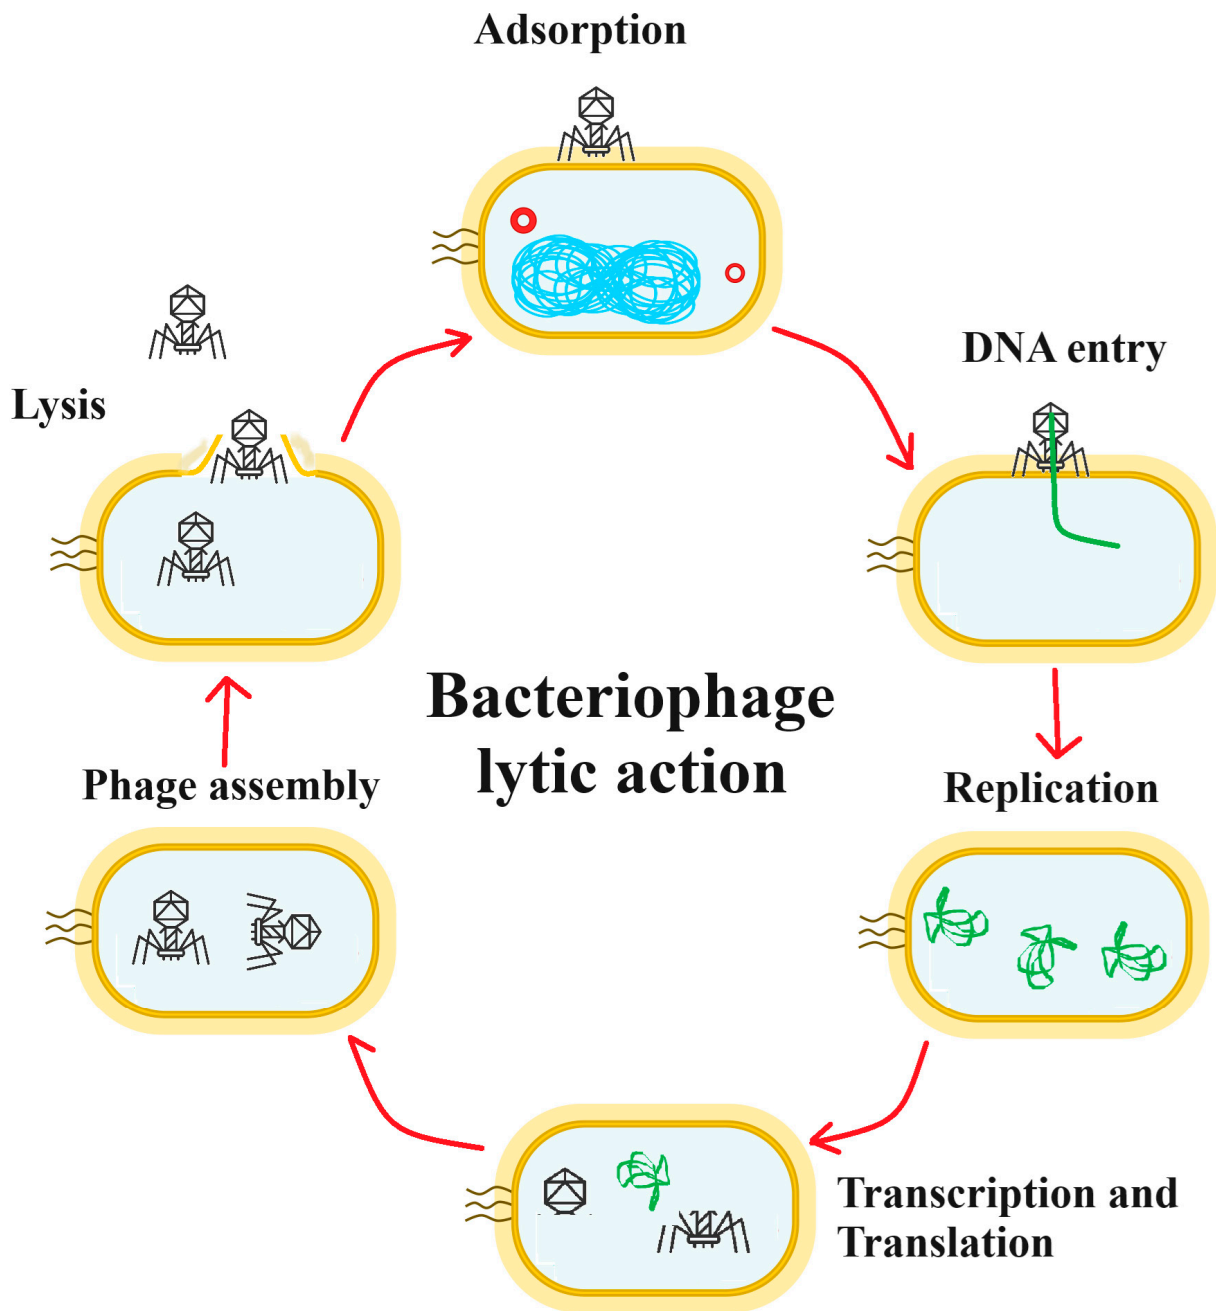 Adsorption
DNA entry
Lysis
Bacteriophage
lytic action
Phage assembly
Replication
Transcription and
Translation